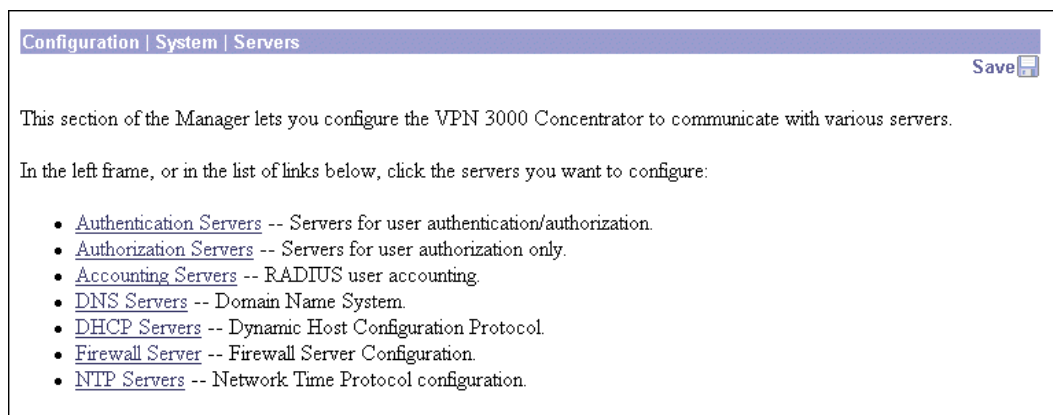 Configuration | System | Servers
Save
This section of the Manager lets you configure the VPN 3000 Concentrator to communicate with various servers.
In the left frame, or in the list of links below, click the servers you want to configure:
• Authentication Servers -- Servers for user authentication/authorization.
• Authorization Servers -- Servers for user authorization only.
• Accounting Servers -- RADIUS user accounting.
• DNS Servers -- Domain Name System.
• DHCP Servers -- Dynamic Host Configuration Protocol.
• Firewall Server -- Firewall Server Configuration.
• NTP Servers -- Network Time Protocol configuration.